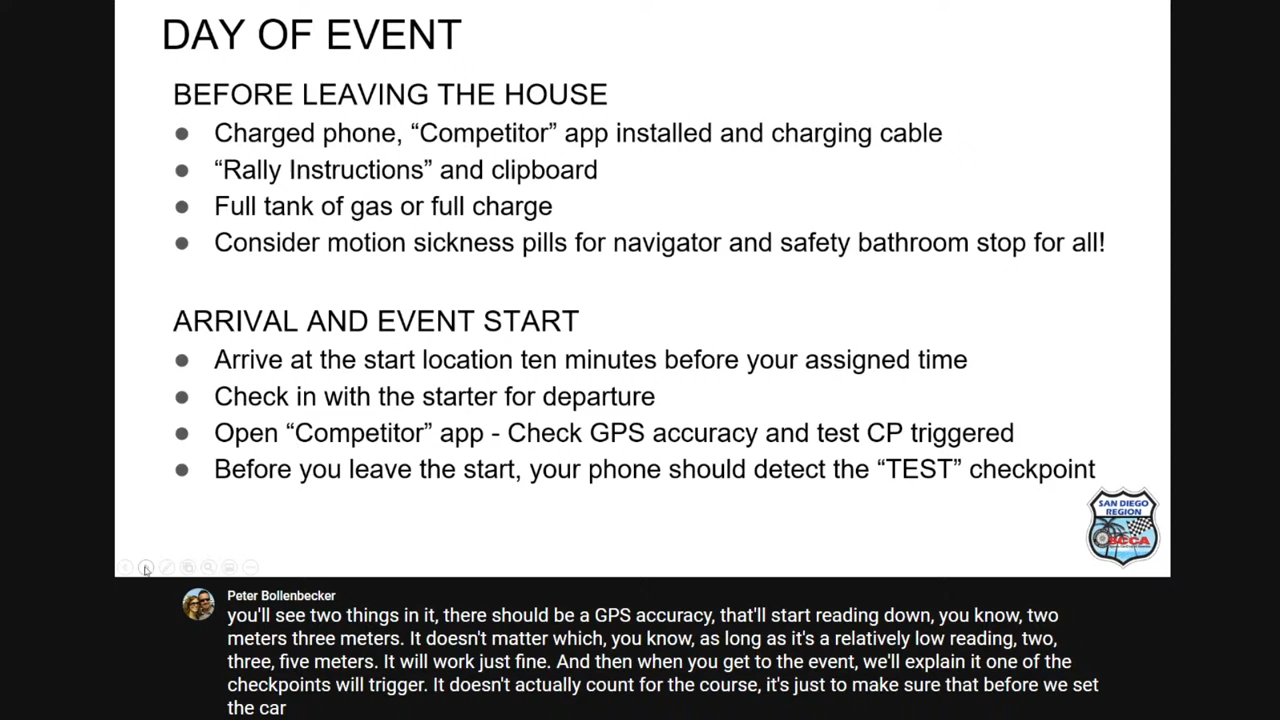 DAY OF EVENT
BEFORE LEAVING THE HOUSE
● Charged phone, “Competitor” app installed and charging cable
● “Rally Instructions” and clipboard
● Full tank of gas or full charge
● Consider motion sickness pills for navigator and safety bathroom stop for all!
ARRIVAL AND EVENT START
● Arrive at the start location ten minutes before your assigned time
● Check in with the starter for departure
● Open “Competitor” app - Check GPS accuracy and test CP triggered
● Before you leave the start, your phone should detect the “TEST” checkpoint
SAN DIEGO
REGION
SCCA
Peter Bollenbecker
you'll see two things in it, there should be a GPS accuracy, that'll start reading down, you know, two
meters three meters. It doesn't matter which, you know, as long as it's a relatively low reading, two,
three, five meters. It will work just fine. And then when you get to the event, we'll explain it one of the
checkpoints will trigger. It doesn't actually count for the course, it's just to make sure that before we set
the car